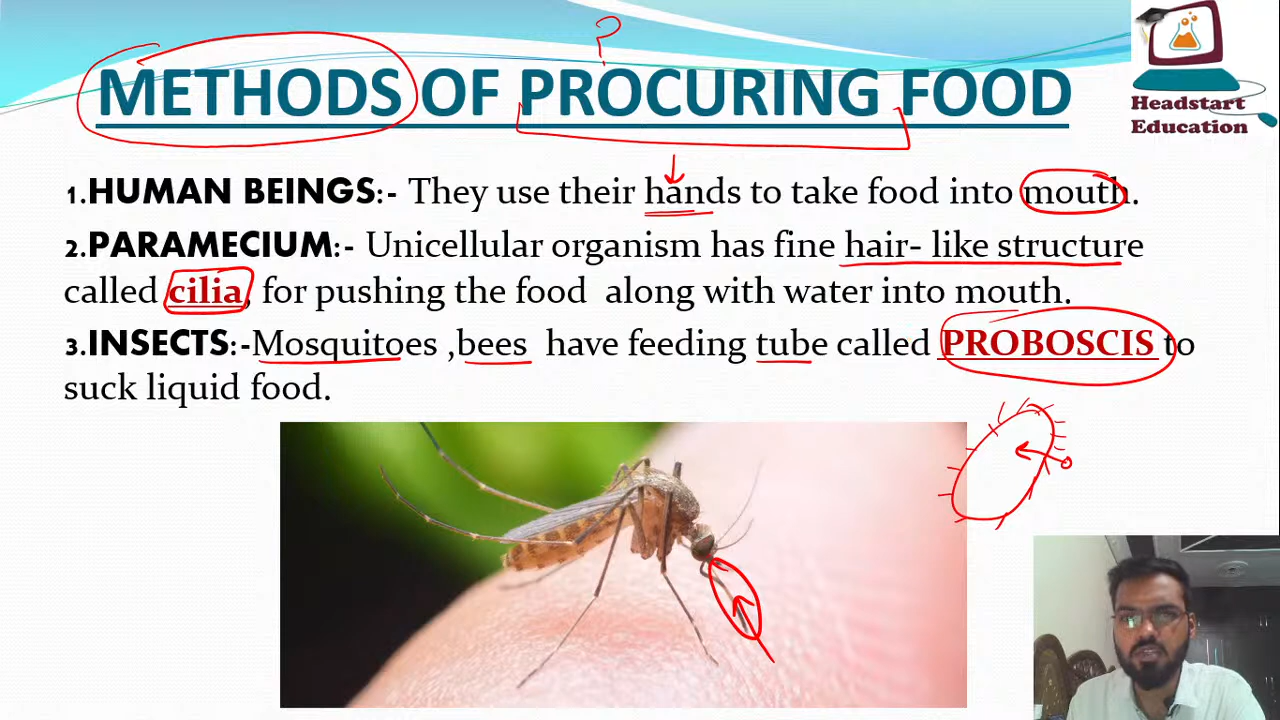 ?
METHODS OF PROCURING FOOD
Headstart
Education
1.HUMAN BEINGS:- They use their hands to take food into mouth.
2.PARAMECIUM:- Unicellular organism has fine hair- like structure
called cilia, for pushing the food along with water into mouth.
3.INSECTS:-Mosquitoes ,bees have feeding tube called PROBOSCIS to
suck liquid food.